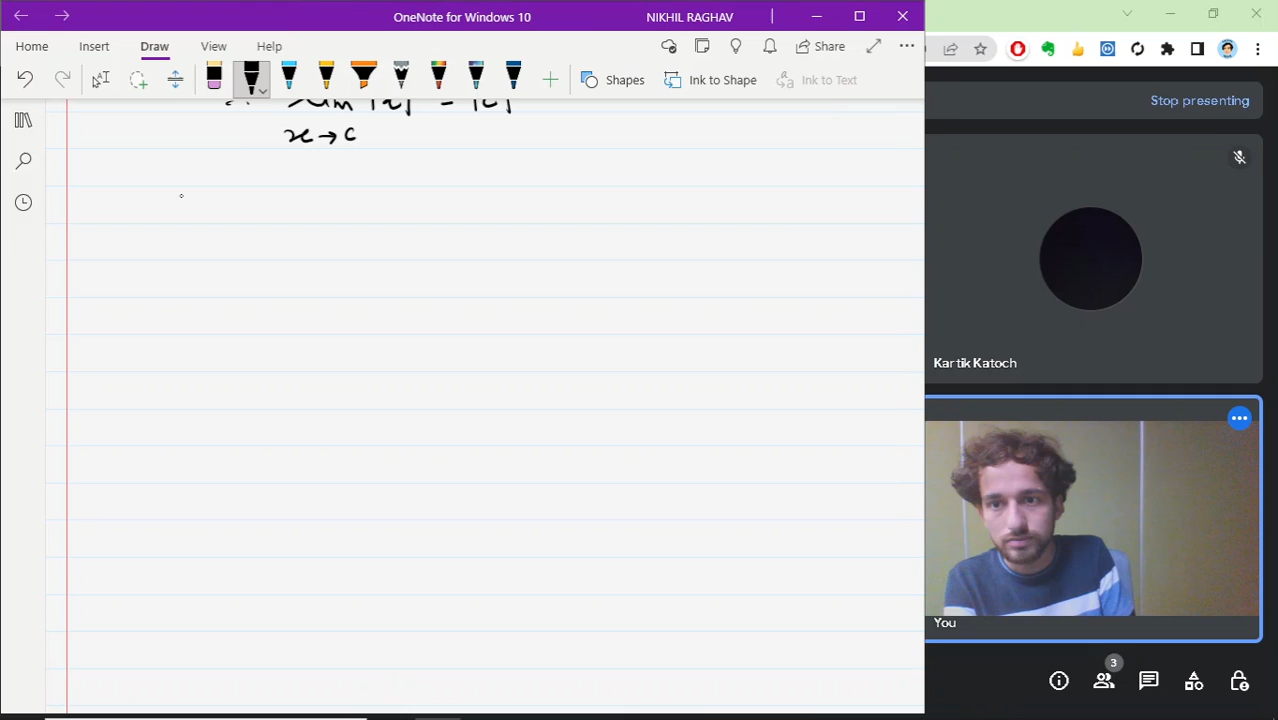 OneNote for Windows 10
NIKHIL RAGHAV
Home Insert Draw View Help
Share
Shapes
Ink to Shape
Ink to Text
∴ lim |x| = |c|
x → c
Stop presenting
Kartik Katoch
You
3